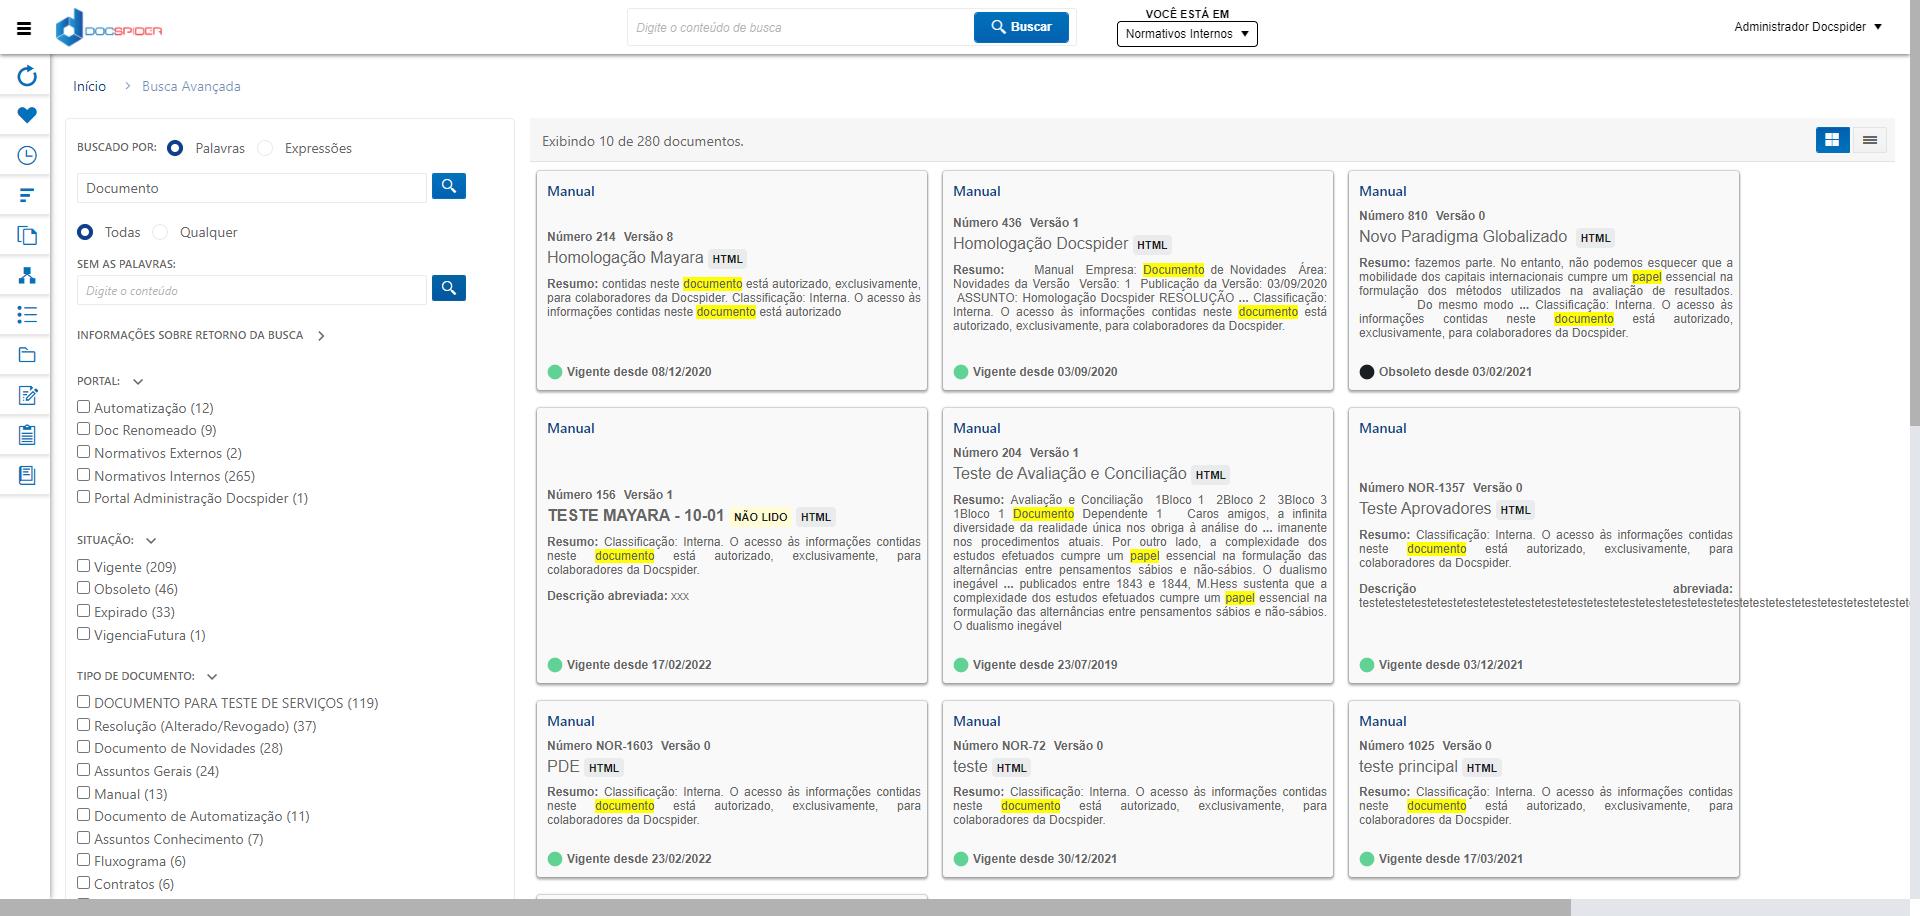 DOCSPIDER
Digite o conteúdo de busca
Buscar
VOCÊ ESTÁ EM
Normativos Internos
Administrador Docspider
Início
Busca Avançada
BUSCADO POR:
Palavras
Expressões
Documento
Todas
Qualquer
SEM AS PALAVRAS:
Digite o conteúdo
INFORMAÇÕES SOBRE RETORNO DA BUSCA
PORTAL:
Automatização (12)
Doc Renomeado (9)
Normativos Externos (2)
Normativos Internos (265)
Portal Administração Docspider (1)
SITUAÇÃO:
Vigente (209)
Obsoleto (46)
Expirado (33)
VigenciaFutura (1)
TIPO DE DOCUMENTO:
DOCUMENTO PARA TESTE DE SERVIÇOS (119)
Resolução (Alterado/Revogado) (37)
Documento de Novidades (28)
Assuntos Gerais (24)
Manual (13)
Documento de Automatização (11)
Assuntos Conhecimento (7)
Fluxograma (6)
Contratos (6)
Exibindo 10 de 280 documentos.
Manual
Número 214 Versão 8
Homologação Mayara HTML
Resumo: contidas neste documento está autorizado, exclusivamente,
para colaboradores da Docspider. Classificação: Interna. O acesso às
informações contidas neste documento está autorizado
Vigente desde 08/12/2020
Manual
Número 436 Versão 1
Homologação Docspider HTML
Resumo: Manual Empresa: Documento de Novidades Área:
Novidades da Versão Versão: 1 Publicação da Versão: 03/09/2020
ASSUNTO: Homologação Docspider RESOLUÇÃO ... Classificação:
Interna. O acesso às informações contidas neste documento está
autorizado, exclusivamente, para colaboradores da Docspider.
Vigente desde 03/09/2020
Manual
Número 810 Versão 0
Novo Paradigma Globalizado HTML
Resumo: fazemos parte. No entanto, não podemos esquecer que a
mobilidade dos capitais internacionais cumpre um papel essencial na
formulação dos métodos utilizados na avaliação de resultados.
Do mesmo modo ... Classificação: Interna. O acesso às
informações contidas neste documento está autorizado,
exclusivamente, para colaboradores da Docspider.
Obsoleto desde 03/02/2021
Manual
Número 156 Versão 1
TESTE MAYARA - 10-01 NÃO LIDO HTML
Resumo: Classificação: Interna. O acesso às informações contidas
neste documento está autorizado, exclusivamente, para
colaboradores da Docspider.
Descrição abreviada: xxx
Vigente desde 17/02/2022
Manual
Número 204 Versão 1
Teste de Avaliação e Conciliação HTML
Resumo: Avaliação e Conciliação 1Bloco 1 2Bloco 2 3Bloco 3
1Bloco 1 Documento Dependente 1 Caros amigos, a infinita
diversidade da realidade única nos obriga à análise do ... imanente
nos procedimentos atuais. Por outro lado, a complexidade dos
estudos efetuados cumpre um papel essencial na formulação das
alternâncias entre pensamentos sábios e não-sábios. O dualismo
inegável ... publicados entre 1843 e 1844, M.Hess sustenta que a
complexidade dos estudos efetuados cumpre um papel essencial na
formulação das alternâncias entre pensamentos sábios e não-sábios.
O dualismo inegável
Vigente desde 23/07/2019
Manual
Número NOR-1357 Versão 0
Teste Aprovadores HTML
Resumo: Classificação: Interna. O acesso às informações contidas
neste documento está autorizado, exclusivamente, para
colaboradores da Docspider.
Descrição abreviada:
Vigente desde 03/12/2021
Manual
Número NOR-1603 Versão 0
PDE HTML
Resumo: Classificação: Interna. O acesso às informações contidas
neste documento está autorizado, exclusivamente, para
colaboradores da Docspider.
Vigente desde 23/02/2022
Manual
Número NOR-72 Versão 0
teste HTML
Resumo: Classificação: Interna. O acesso às informações contidas
neste documento está autorizado, exclusivamente, para
colaboradores da Docspider.
Vigente desde 30/12/2021
Manual
Número 1025 Versão 0
teste principal HTML
Resumo: Classificação: Interna. O acesso às informações contidas
neste documento está autorizado, exclusivamente, para
colaboradores da Docspider.
Vigente desde 17/03/2021